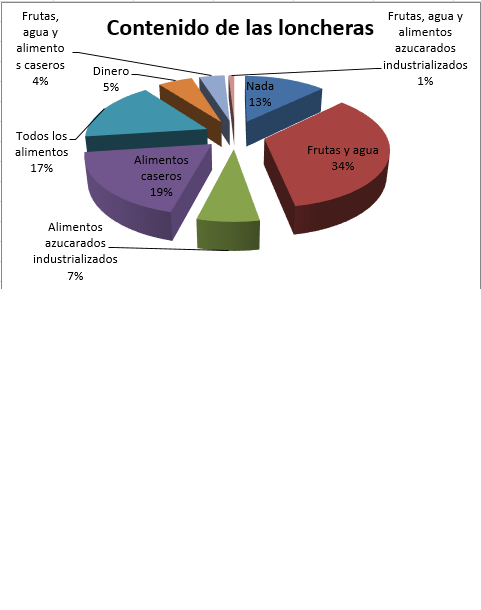 Contenido de las loncheras
Nada
13%
Frutas y agua
34%
Alimentos
azucarados
industrializados
7%
Alimentos
caseros
19%
Todos los
alimentos
17%
Dinero
5%
Frutas,
agua y
alimento
s caseros
4%
Frutas, agua y
alimentos
azucarados
industrializados
1%